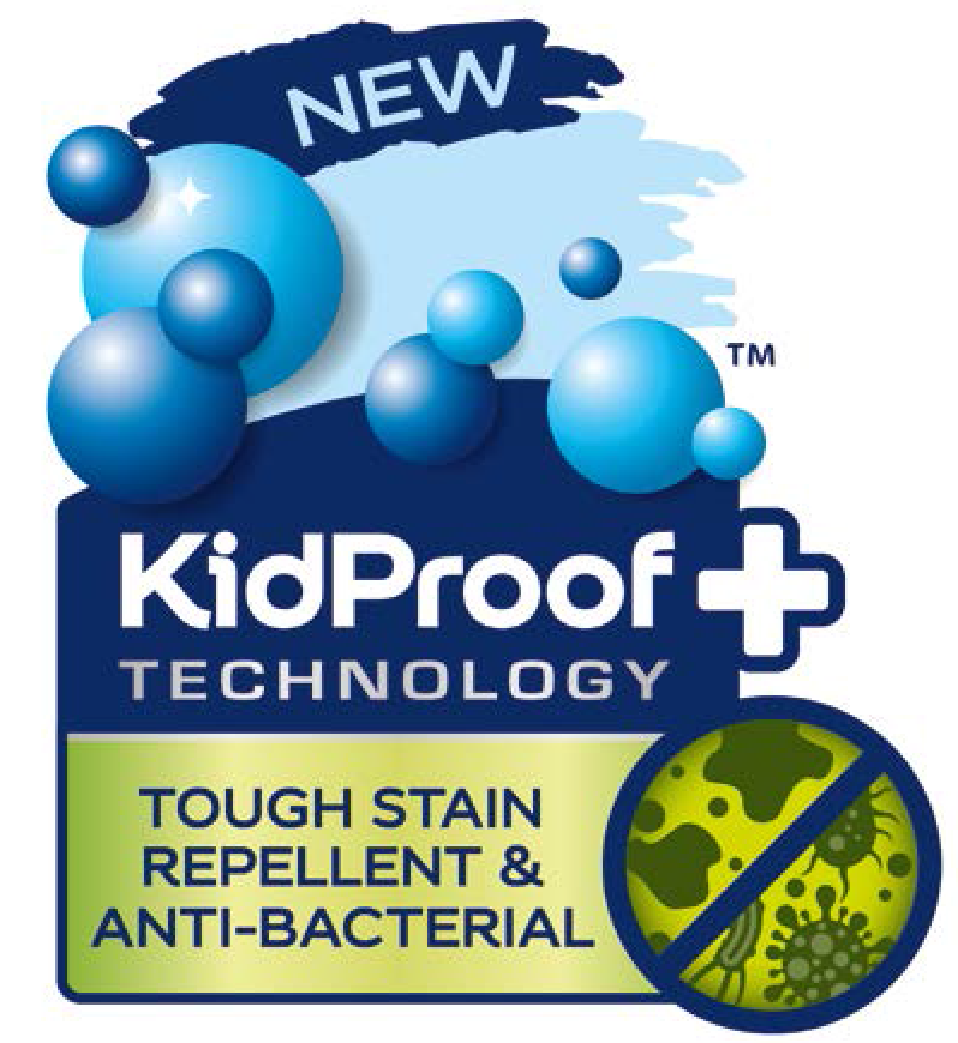 NEW
TM
KidProof+
TECHNOLOGY
TOUGH STAIN
REPELLENT &
ANTI-BACTERIAL